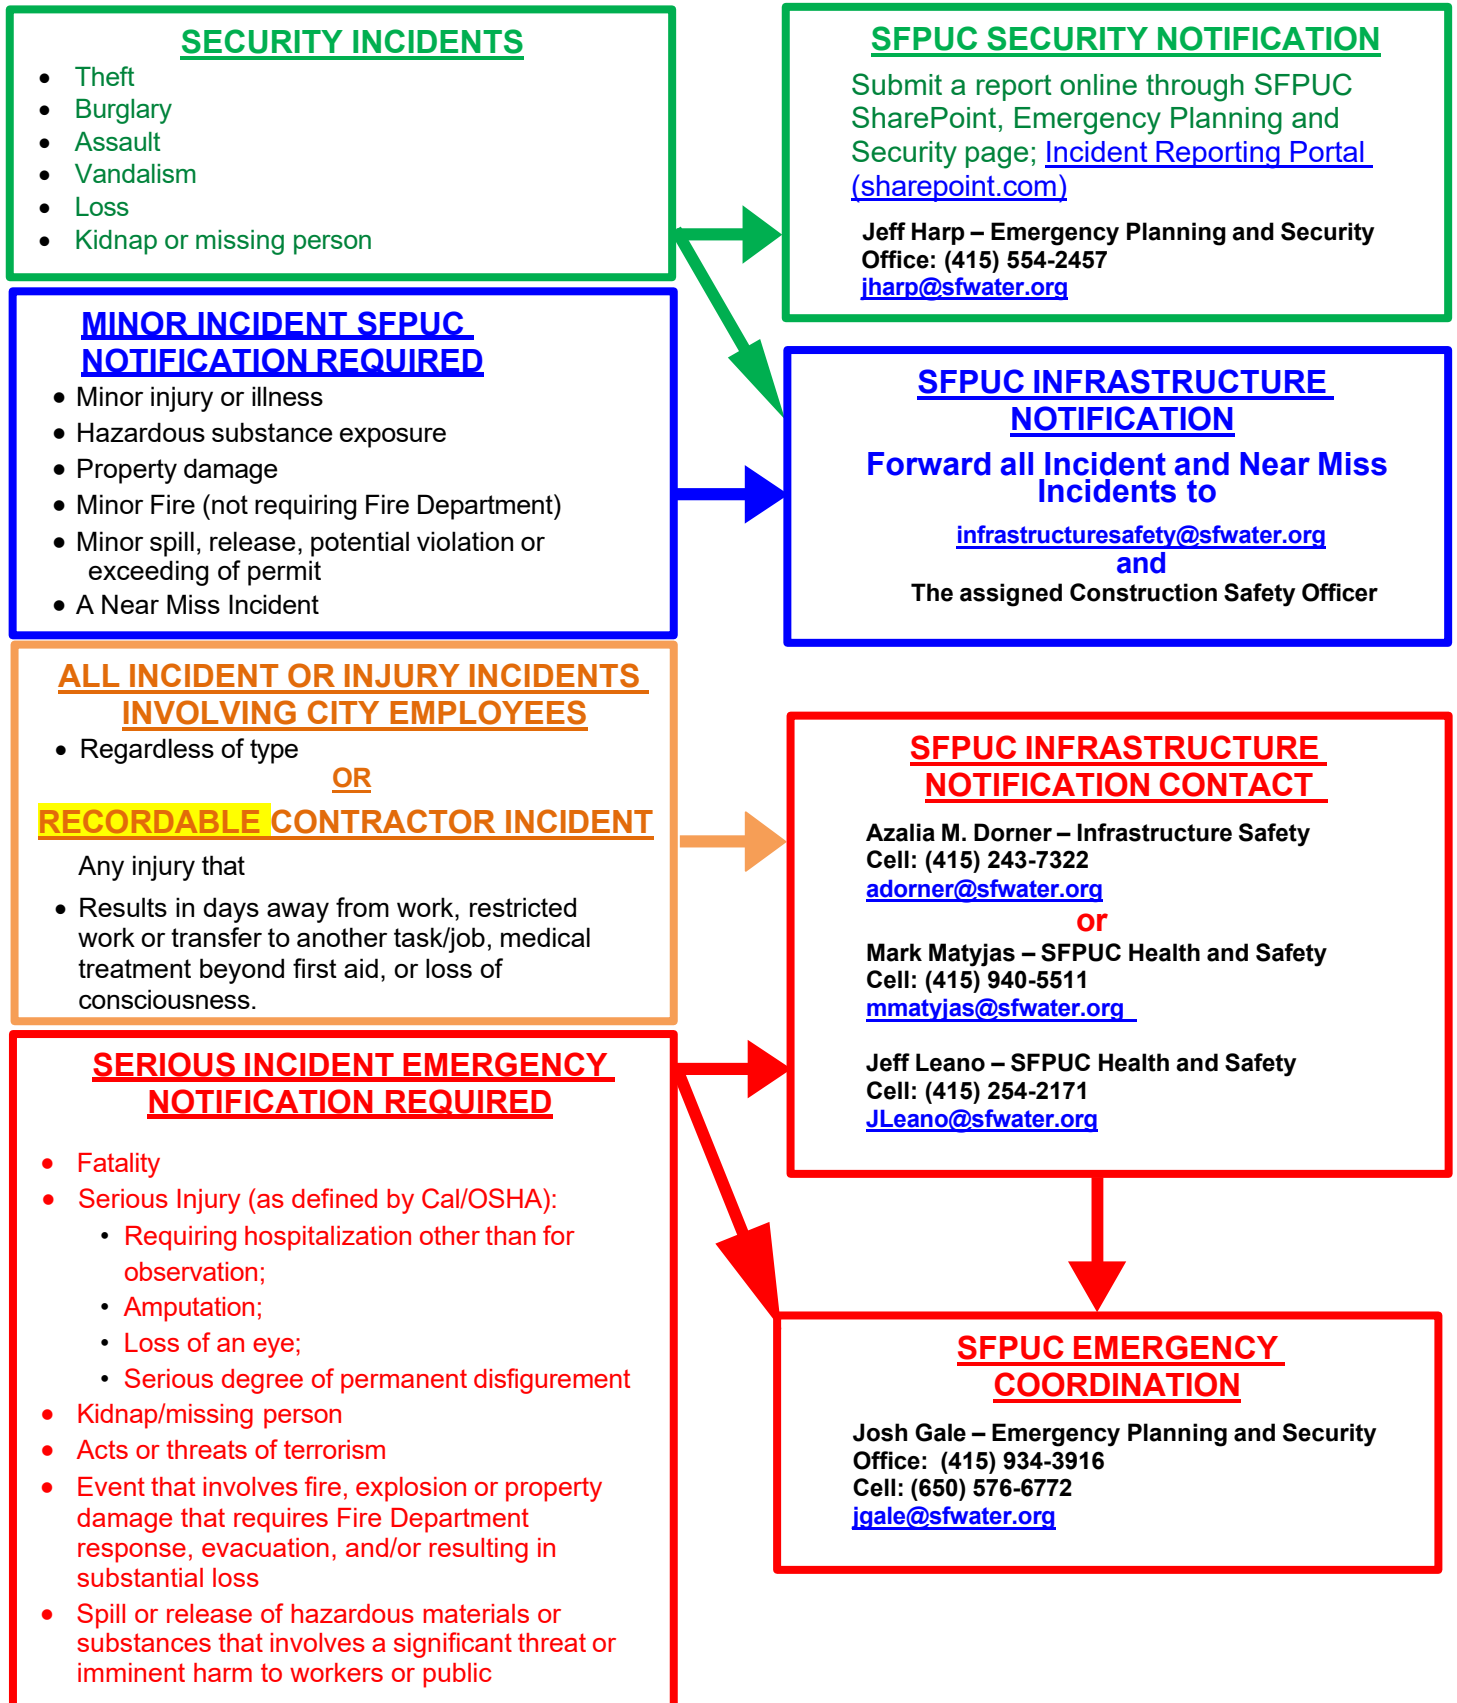 SECURITY INCIDENTS
• Theft
• Burglary
• Assault
• Vandalism
• Loss
• Kidnap or missing person
SFPUC SECURITY NOTIFICATION
Submit a report online through SFPUC
SharePoint, Emergency Planning and
Security page; Incident Reporting Portal
(sharepoint.com)
Jeff Harp – Emergency Planning and Security
Office: (415) 554-2457
jharp@sfwater.org
MINOR INCIDENT SFPUC
NOTIFICATION REQUIRED
• Minor injury or illness
• Hazardous substance exposure
• Property damage
• Minor Fire (not requiring Fire Department)
• Minor spill, release, potential violation or
exceeding of permit
• A Near Miss Incident
SFPUC INFRASTRUCTURE
NOTIFICATION
Forward all Incident and Near Miss
Incidents to
infrastructuresafety@sfwater.org
and
The assigned Construction Safety Officer
ALL INCIDENT OR INJURY INCIDENTS
INVOLVING CITY EMPLOYEES
• Regardless of type
OR
RECORDABLE CONTRACTOR INCIDENT
Any injury that
• Results in days away from work, restricted
work or transfer to another task/job, medical
treatment beyond first aid, or loss of
consciousness.
SFPUC INFRASTRUCTURE
NOTIFICATION CONTACT
Azalia M. Dorner – Infrastructure Safety
Cell: (415) 243-7322
adorner@sfwater.org
or
Mark Matyjas – SFPUC Health and Safety
Cell: (415) 940-5511
mmatyjas@sfwater.org
Jeff Leano – SFPUC Health and Safety
Cell: (415) 254-2171
JLeano@sfwater.org
SERIOUS INCIDENT EMERGENCY
NOTIFICATION REQUIRED
• Fatality
• Serious Injury (as defined by Cal/OSHA):
• Requiring hospitalization other than for
observation;
• Amputation;
• Loss of an eye;
• Serious degree of permanent disfigurement
• Kidnap/missing person
• Acts or threats of terrorism
• Event that involves fire, explosion or property
damage that requires Fire Department
response, evacuation, and/or resulting in
substantial loss
• Spill or release of hazardous materials or
substances that involves a significant threat or
imminent harm to workers or public
SFPUC EMERGENCY
COORDINATION
Josh Gale – Emergency Planning and Security
Office: (415) 934-3916
Cell: (650) 576-6772
jgale@sfwater.org